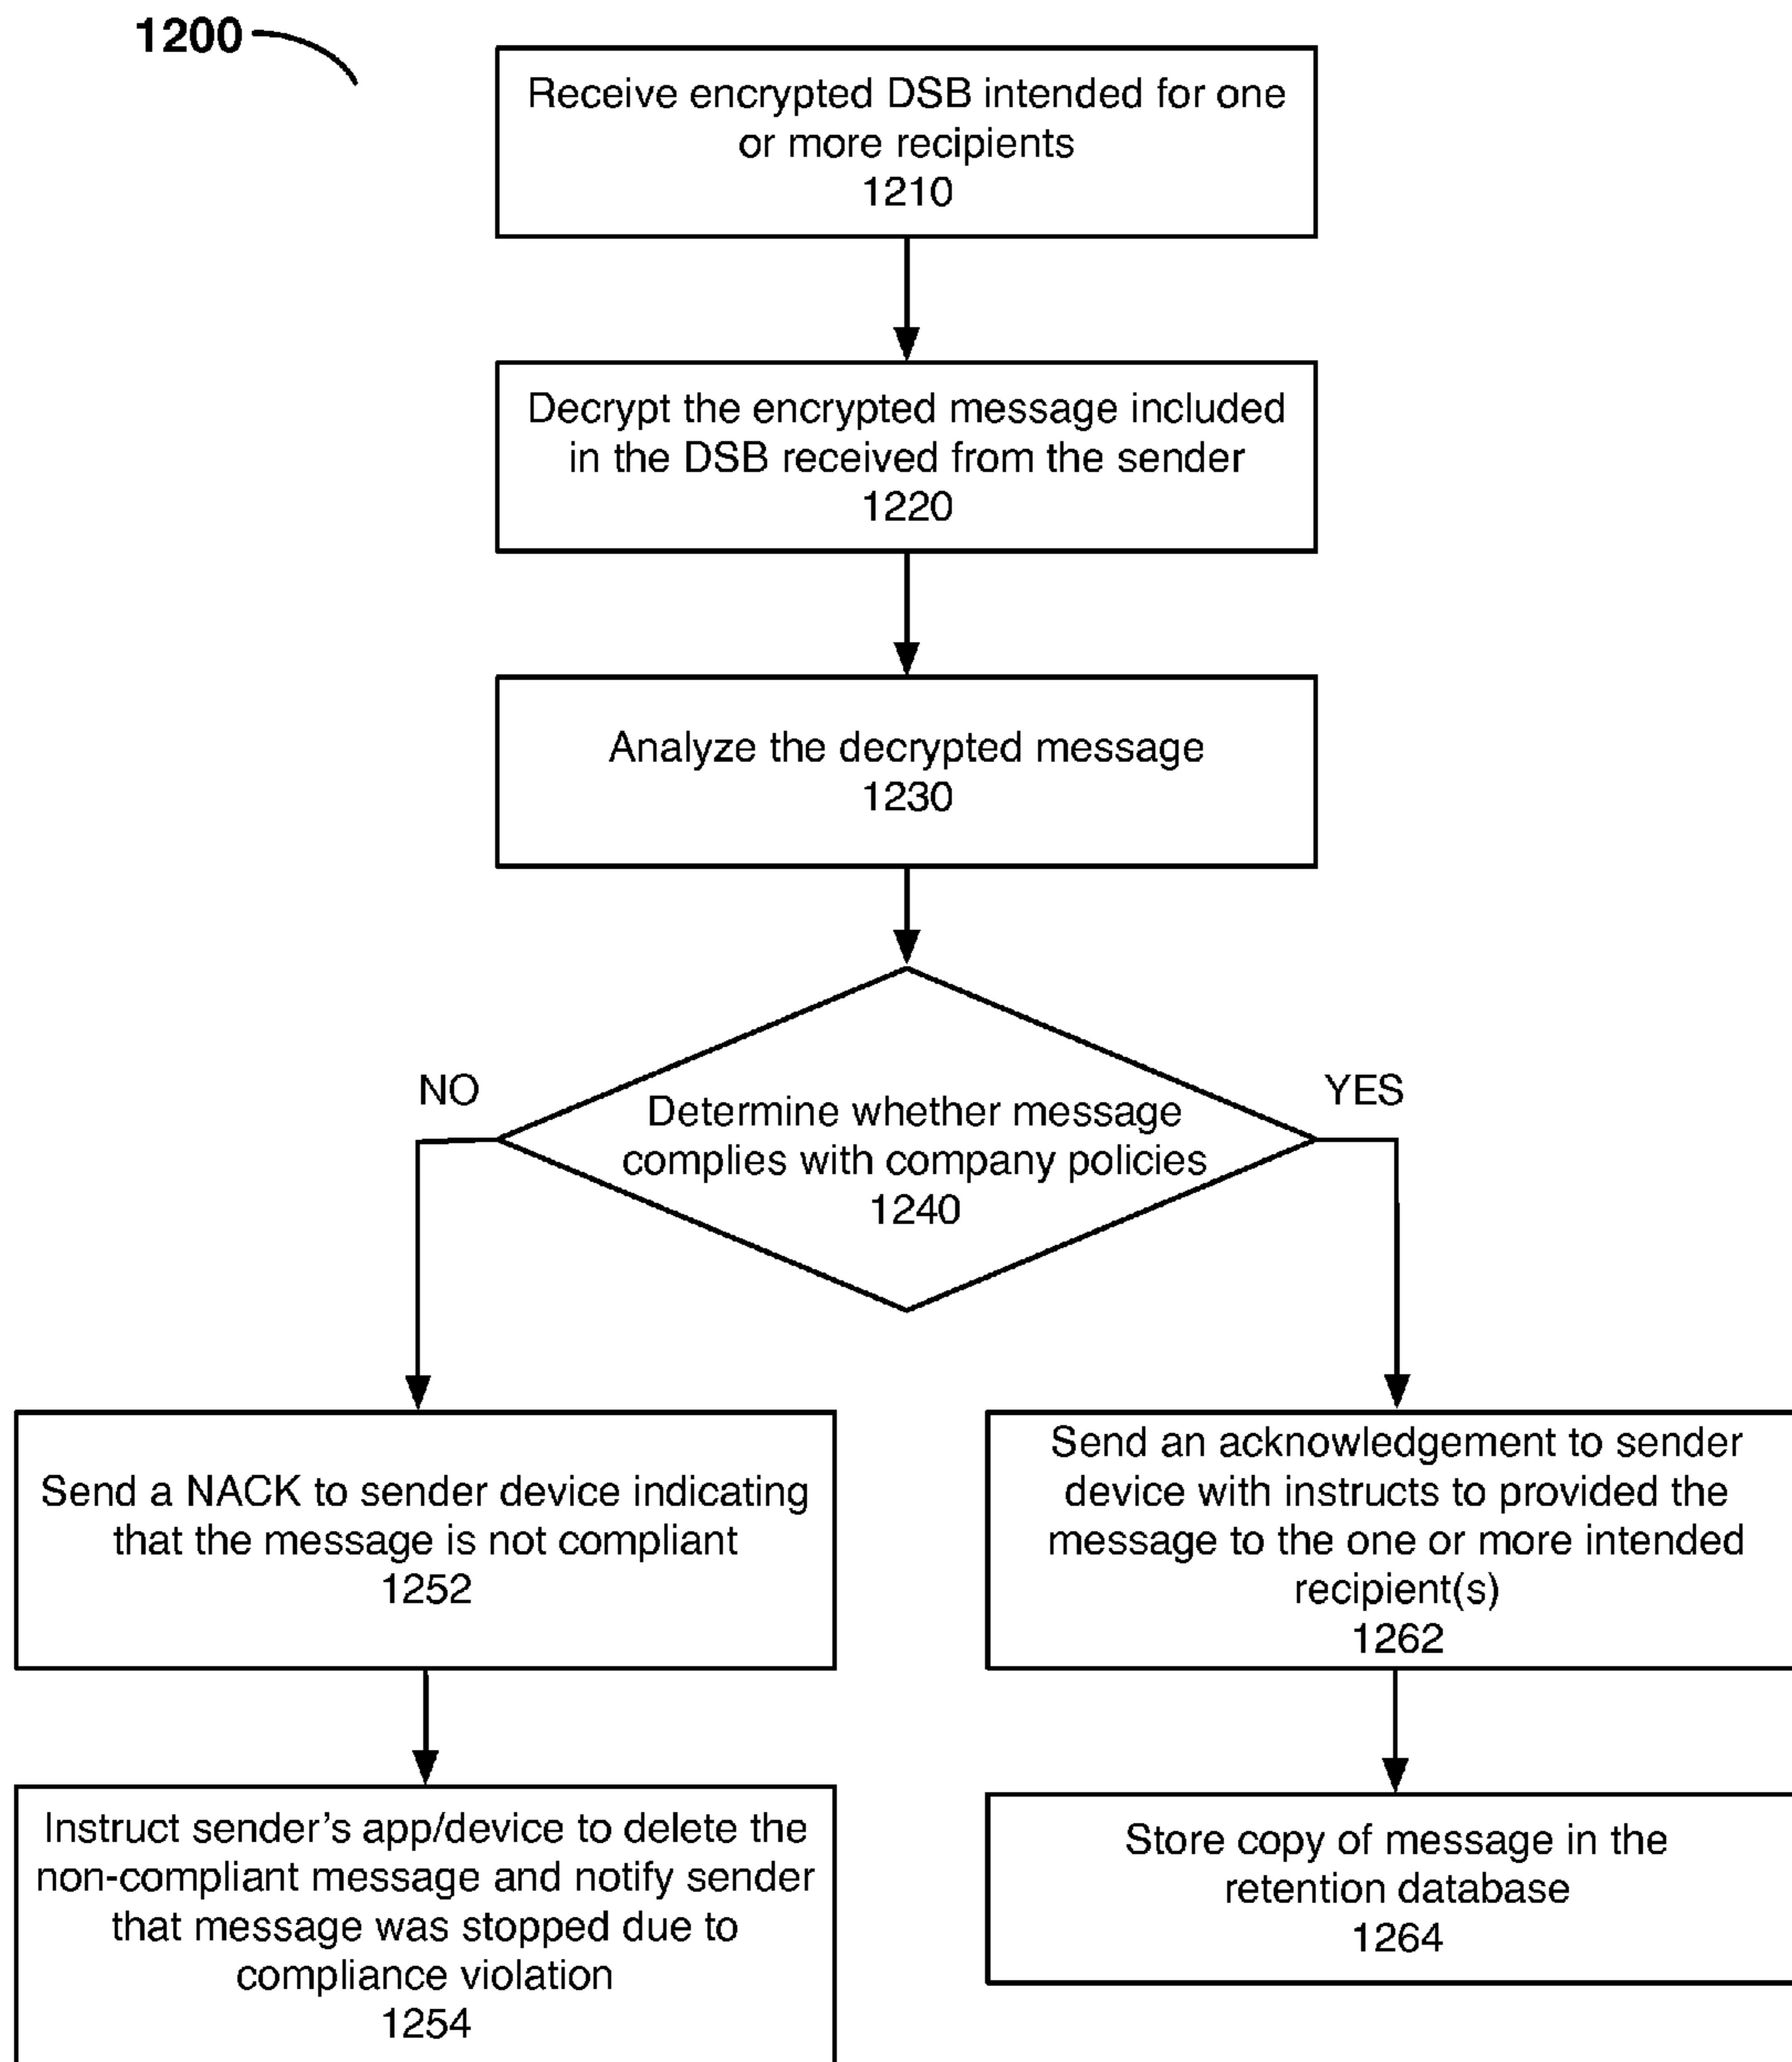 1200
Receive encrypted DSB intended for one
or more recipients
1210
Decrypt the encrypted message included
in the DSB received from the sender
1220
Analyze the decrypted message
1230
NO
YES
Determine whether message
complies with company policies
1240
Send a NACK to sender device indicating
that the message is not compliant
1252
Send an acknowledgement to sender
device with instructs to provided the
message to the one or more intended
recipient(s)
1262
Instruct sender's app/device to delete the
non-compliant message and notify sender
that message was stopped due to
compliance violation
1254
Store copy of message in the
retention database
1264